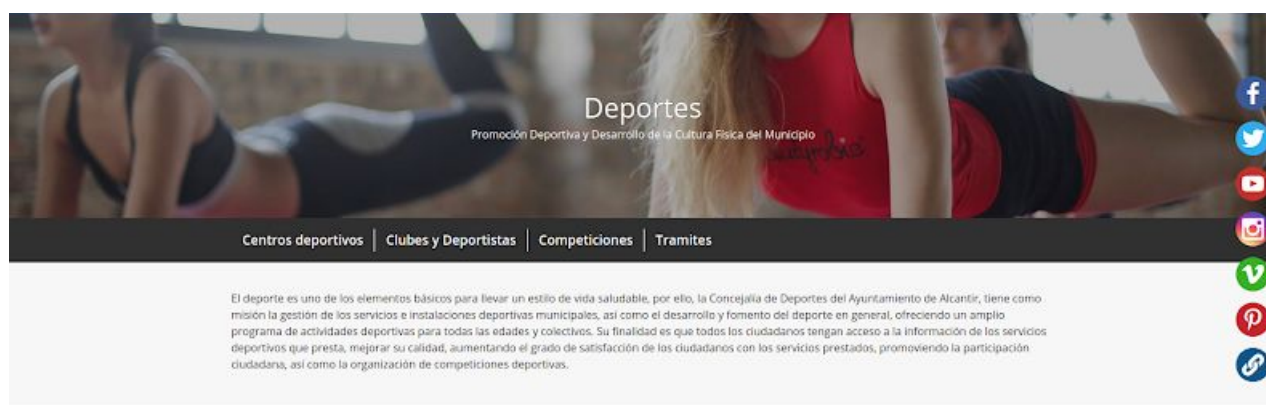 Deportes
Promoción Deportiva y Desarrollo de la Cultura Física del Municipio
Centros deportivos
Clubes y Deportistas
Competiciones
Tramites
El deporte es uno de los elementos básicos para llevar un estilo de vida saludable, por ello, la Concejalía de Deportes del Ayuntamiento de Alcantir, tiene como
misión la gestión de los servicios e instalaciones deportivas municipales, así como el desarrollo y fomento del deporte en general, ofreciendo un amplio
programa de actividades deportivas para todas las edades y colectivos. Su finalidad es que todos los ciudadanos tengan acceso a la información de los servicios
deportivos que presta, mejorar su calidad, aumentando el grado de satisfacción de los ciudadanos con los servicios prestados, promoviendo la participación
ciudadana, así como la organización de competiciones deportivas.